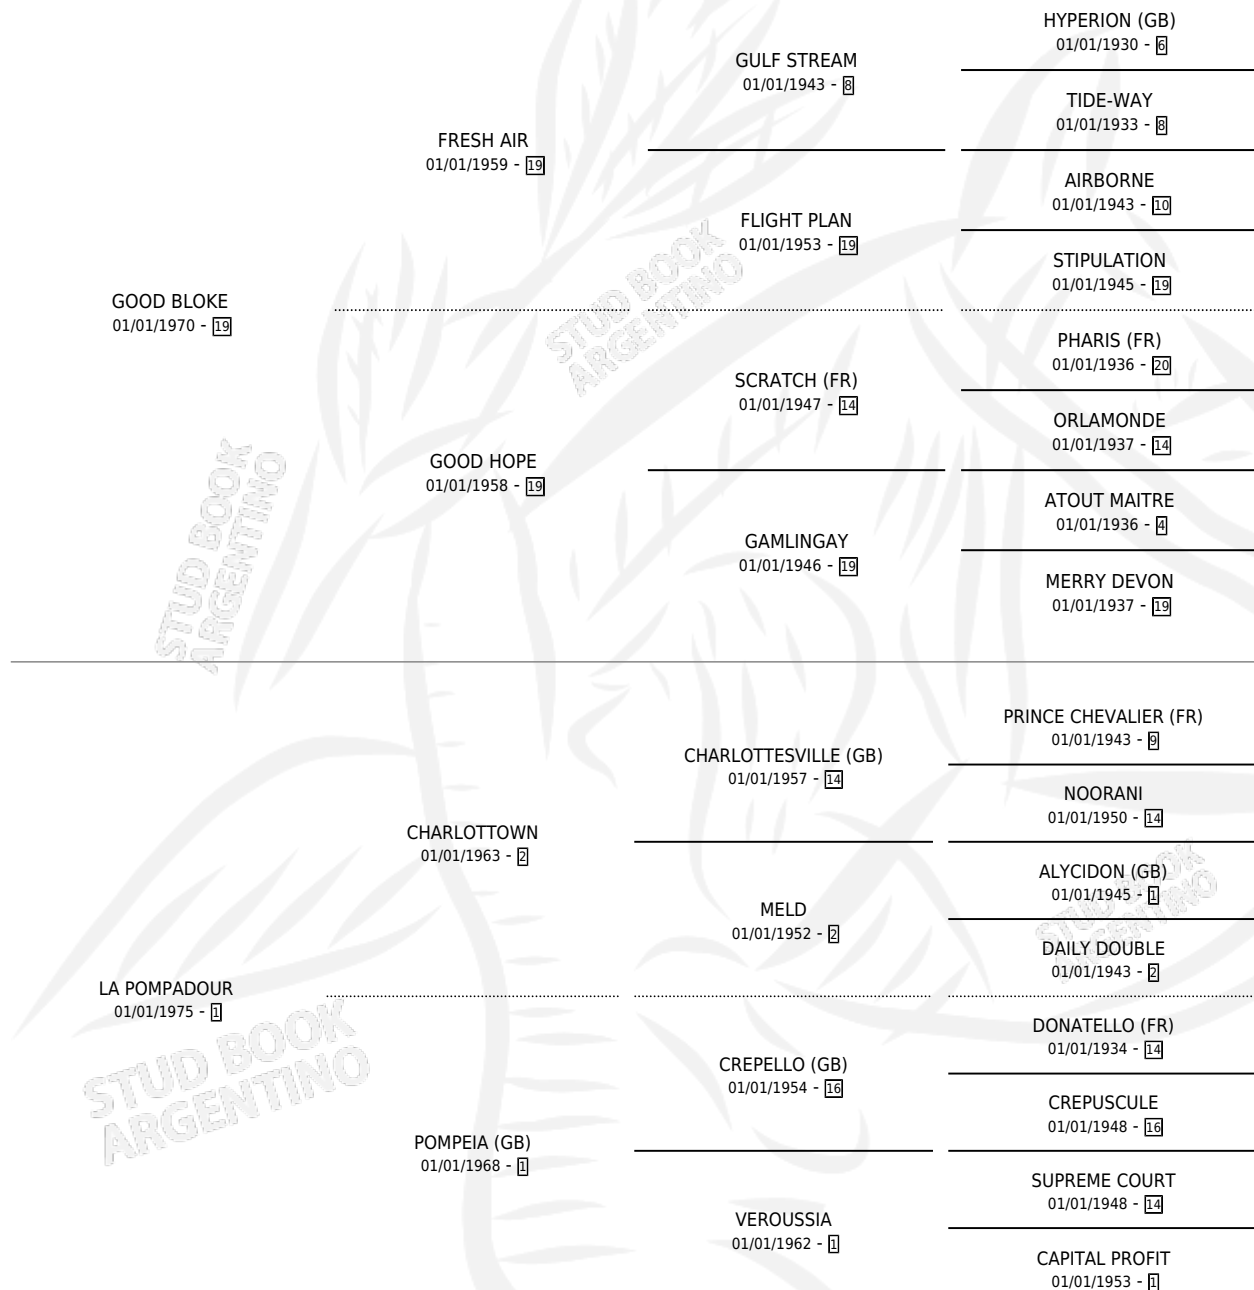 HYPERION (GB)
01/01/1930 - 6
GULF STREAM
01/01/1943 - 8
TIDE-WAY
01/01/1933 - 8
FRESH AIR
01/01/1959 - 19
AIRBORNE
01/01/1943 - 10
FLIGHT PLAN
01/01/1953 - 19
STIPULATION
01/01/1945 - 19
GOOD BLOKE
01/01/1970 - 19
STUD BOOK
ARGENTINO
PHARIS (FR)
01/01/1936 - 20
SCRATCH (FR)
01/01/1947 - 14
ORLAMONDE
01/01/1937 - 14
GOOD HOPE
01/01/1958 - 19
ATOUT MAITRE
01/01/1936 - 4
GAMLINGAY
01/01/1946 - 19
MERRY DEVON
01/01/1937 - 19
STUD BOOK
ARGENTINO
PRINCE CHEVALIER (FR)
01/01/1943 - 9
CHARLOTTESVILLE (GB)
01/01/1957 - 14
NOORANI
01/01/1950 - 14
CHARLOTTOWN
01/01/1963 - 2
ALYCIDON (GB)
01/01/1945 - 1
MELD
01/01/1952 - 2
DAILY DOUBLE
01/01/1943 - 2
STUD BOOK
ARGENTINO
LA POMPADOUR
01/01/1975 - 1
DONATELLO (FR)
01/01/1934 - 14
CREPELLO (GB)
01/01/1954 - 16
CREPUSCULE
01/01/1948 - 16
STUD BOOK
ARGENTINO
POMPEIA (GB)
01/01/1968 - 1
SUPREME COURT
01/01/1948 - 14
VEROUSSIA
01/01/1962 - 1
CAPITAL PROFIT
01/01/1953 - 1